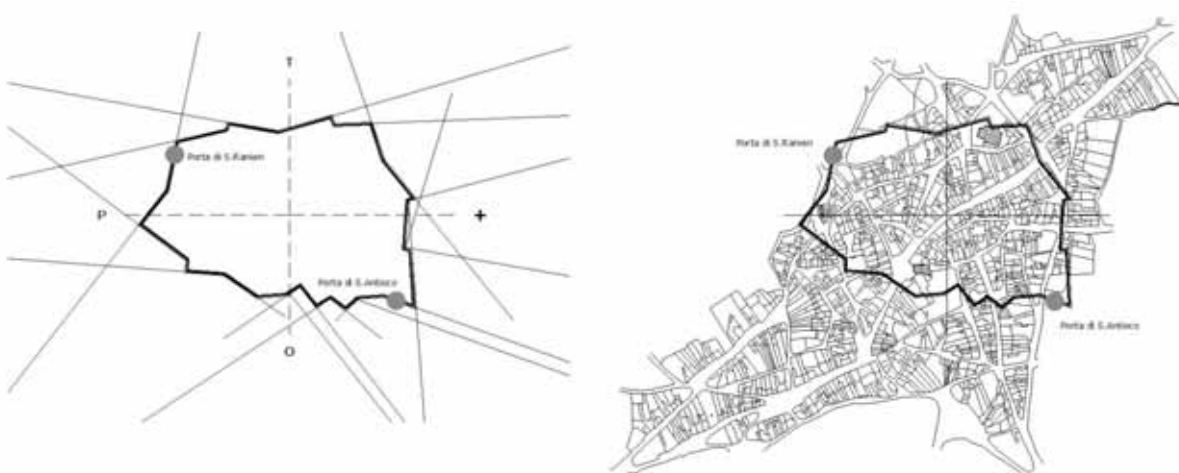 T
Porta di S.Ranieri
P
+
Porta di S.Antioco
O
Porta di S.Ranieri
Porta di S.Antioco